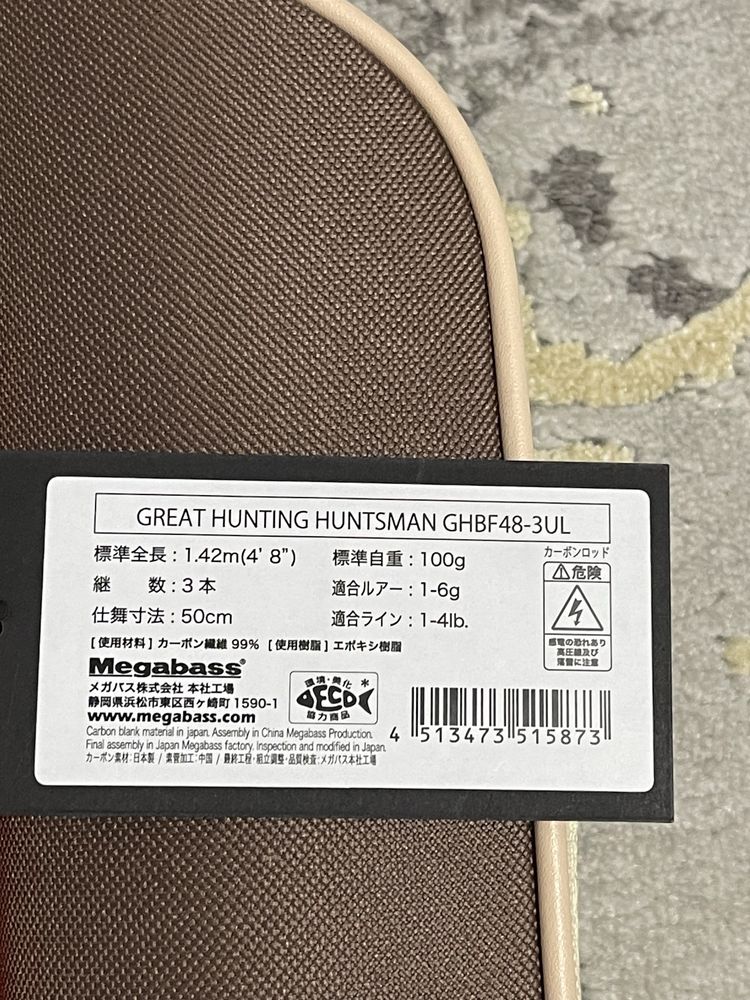 GREAT HUNTING HUNTSMAN GHBF48-3UL
標準全長 : 1.42m(4' 8") 標準自重 : 100g
継 数 : 3 本 適合ルアー : 1-6g
仕舞寸法 : 50cm 適合ライン : 1-4lb.
[ 使用材料 ] カーボン繊維 99% [ 使用樹脂 ] エポキシ樹脂
カーボンロッド
危険
感電の恐れあり
高圧線及び
落雷に注意
Megabass®
メガバス株式会社 本社工場
静岡県浜松市東区西ヶ崎町 1590-1
www.megabass.com
環境・美化
ECO
協力商品
Carbon blank material in japan. Assembly in China Megabass Production.
Final assembly in Japan Megabass factory. Inspection and modified in Japan.
カーボン素材:日本製 / 素管加工:中国 / 最終工程・組立調整・品質検査:メガバス本社工場
4 513473 515873